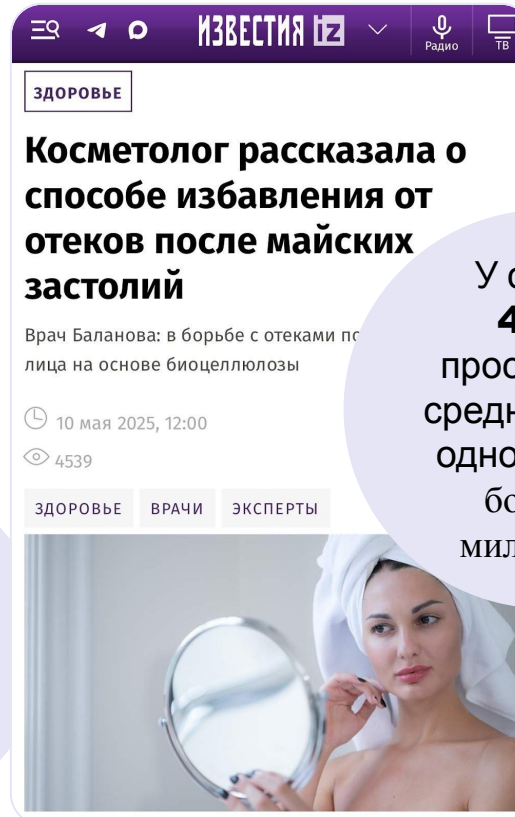 ИЗВЕСТИЯ iz
Радио
ТВ
ЗДОРОВЬЕ
Косметолог рассказала о
способе избавления от
отеков после майских
застолий
Врач Баланова: в борьбе с отеками
лица на основе биоцеллюлозы
10 мая 2025, 12:00
4539
ЗДОРОВЬЕ ВРАЧИ ЭКСПЕРТЫ
У
4